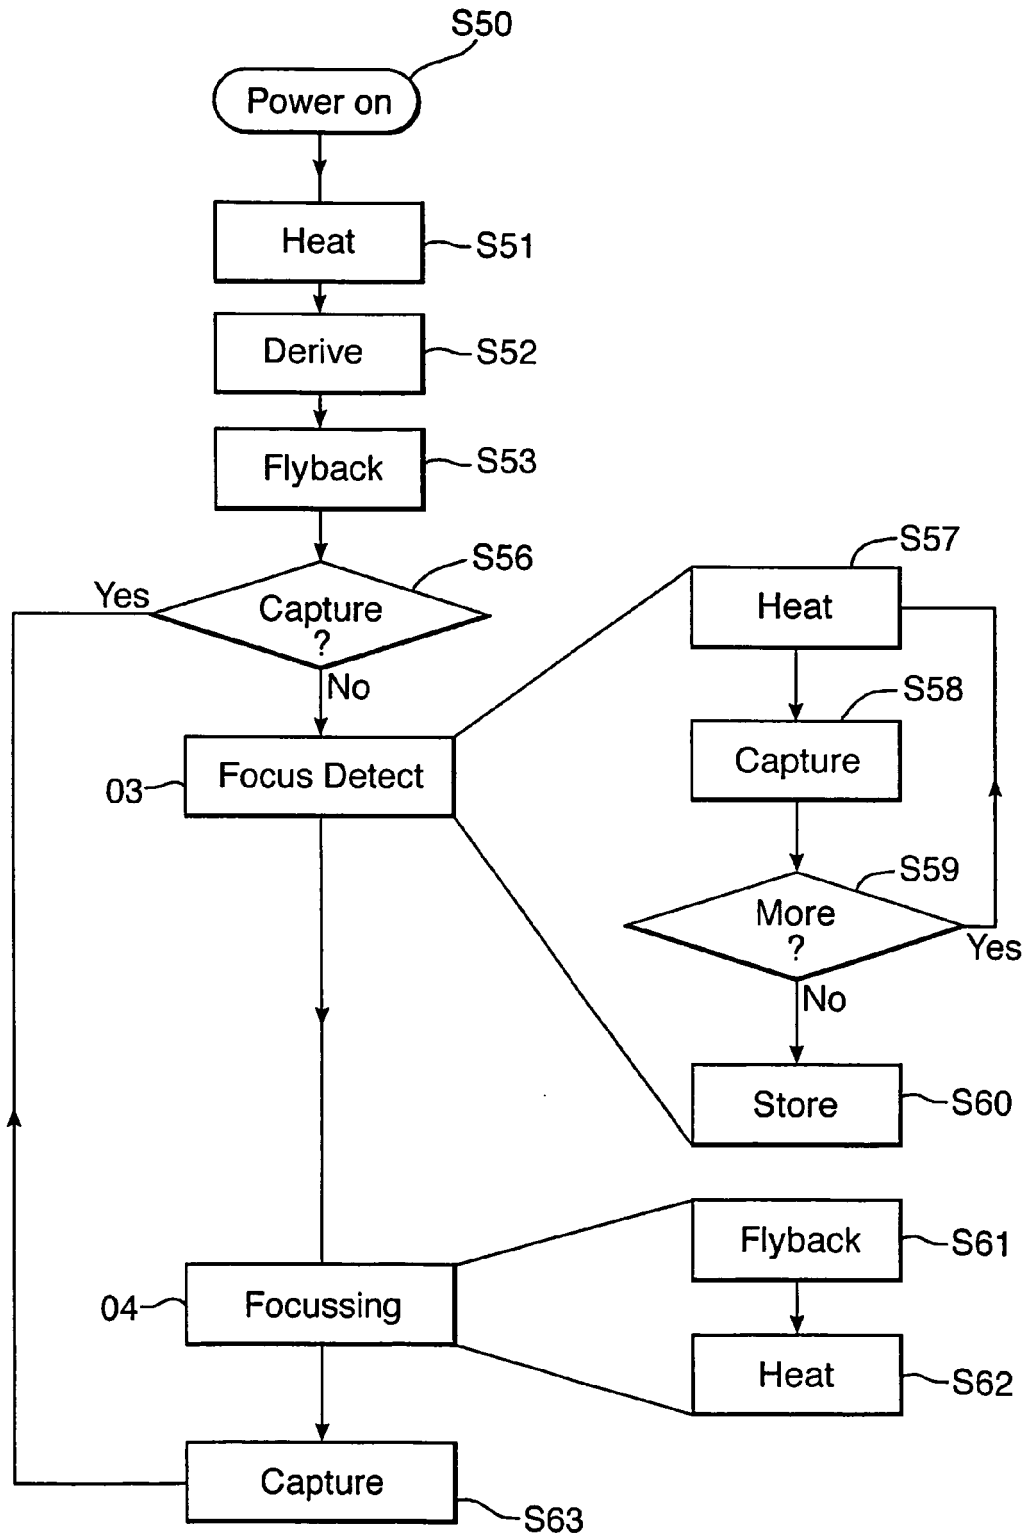 S50
Power on
Heat
S51
Derive
S52
Flyback
S53
S56
Yes
Capture
?
No
03
Focus Detect
S57
Heat
S58
Capture
S59
More
?
Yes
No
Store
S60
04
Focussing
Flyback
S61
Heat
S62
Capture
S63